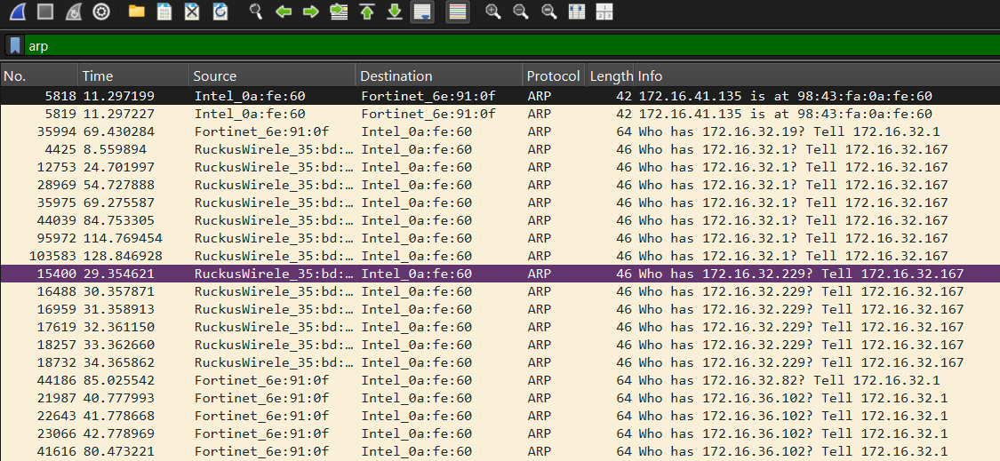 arp
No. Time Source Destination Protocol Length Info
5818 11.297199 Intel_0a:fe:60 Fortinet_6e:91:0f ARP 42 172.16.41.135 is at 98:43:fa:0a:fe:60
5819 11.297227 Intel_0a:fe:60 Fortinet_6e:91:0f ARP 42 172.16.41.135 is at 98:43:fa:0a:fe:60
35994 69.430284 Fortinet_6e:91:0f Intel_0a:fe:60 ARP 64 Who has 172.16.32.19? Tell 172.16.32.1
4425 8.559894 RuckusWirele_35:bd:… Intel_0a:fe:60 ARP 46 Who has 172.16.32.1? Tell 172.16.32.167
12753 24.701997 RuckusWirele_35:bd:… Intel_0a:fe:60 ARP 46 Who has 172.16.32.1? Tell 172.16.32.167
28969 54.727888 RuckusWirele_35:bd:… Intel_0a:fe:60 ARP 46 Who has 172.16.32.1? Tell 172.16.32.167
35975 69.275587 RuckusWirele_35:bd:… Intel_0a:fe:60 ARP 46 Who has 172.16.32.1? Tell 172.16.32.167
44039 84.753305 RuckusWirele_35:bd:… Intel_0a:fe:60 ARP 46 Who has 172.16.32.1? Tell 172.16.32.167
95972 114.769454 RuckusWirele_35:bd:… Intel_0a:fe:60 ARP 46 Who has 172.16.32.1? Tell 172.16.32.167
103583 128.846928 RuckusWirele_35:bd:… Intel_0a:fe:60 ARP 46 Who has 172.16.32.1? Tell 172.16.32.167
15400 29.354621 RuckusWirele_35:bd:… Intel_0a:fe:60 ARP 46 Who has 172.16.32.229? Tell 172.16.32.167
16488 30.357871 RuckusWirele_35:bd:… Intel_0a:fe:60 ARP 46 Who has 172.16.32.229? Tell 172.16.32.167
16959 31.358913 RuckusWirele_35:bd:… Intel_0a:fe:60 ARP 46 Who has 172.16.32.229? Tell 172.16.32.167
17619 32.361150 RuckusWirele_35:bd:… Intel_0a:fe:60 ARP 46 Who has 172.16.32.229? Tell 172.16.32.167
18257 33.362660 RuckusWirele_35:bd:… Intel_0a:fe:60 ARP 46 Who has 172.16.32.229? Tell 172.16.32.167
18732 34.365862 RuckusWirele_35:bd:… Intel_0a:fe:60 ARP 46 Who has 172.16.32.229? Tell 172.16.32.167
44186 85.025542 Fortinet_6e:91:0f Intel_0a:fe:60 ARP 64 Who has 172.16.32.82? Tell 172.16.32.1
21987 40.777993 Fortinet_6e:91:0f Intel_0a:fe:60 ARP 64 Who has 172.16.36.102? Tell 172.16.32.1
22643 41.778668 Fortinet_6e:91:0f Intel_0a:fe:60 ARP 64 Who has 172.16.36.102? Tell 172.16.32.1
23066 42.778969 Fortinet_6e:91:0f Intel_0a:fe:60 ARP 64 Who has 172.16.36.102? Tell 172.16.32.1
41616 80.473221 Fortinet_6e:91:0f Intel_0a:fe:60 ARP 64 Who has 172.16.36.102? Tell 172.16.32.1